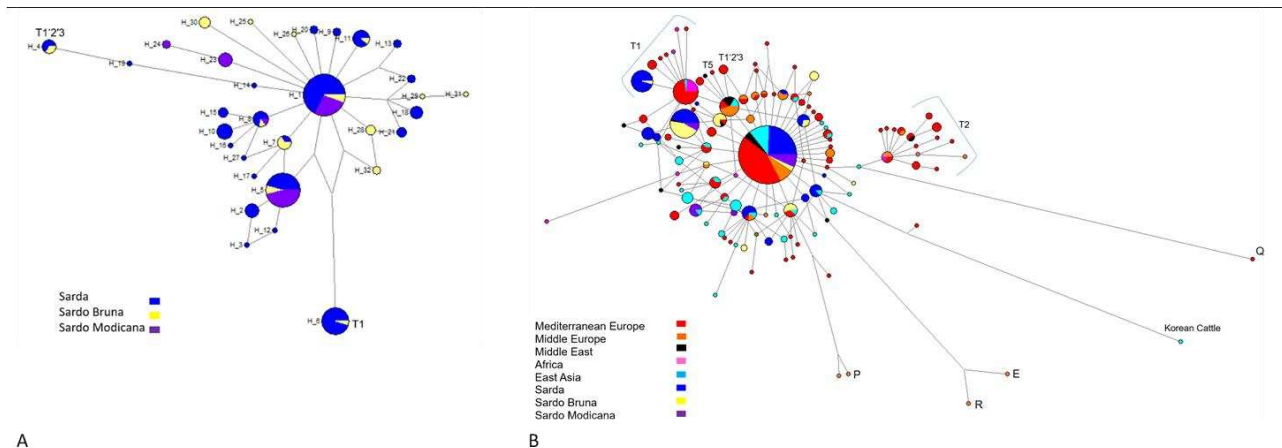 T1'2'3
H_4
H_19
H_30
H_25
H_26
H_20
H_9
H_11
H_13
H_24
H_23
H_22
H_14
H_1
H_29
H_31
H_15
H_8
H_18
H_10
H_28
H_21
H_16
H_7
H_27
H_32
H_17
H_5
H_2
H_12
H_3
H_6
T1
Sarda
Sardo Bruna
Sardo Modicana
A
T1
T5
T1'2'3
T2
Q
Korean Cattle
P
E
R
Mediterranean Europe
Middle Europe
Middle East
Africa
East Asia
Sarda
Sardo Bruna
Sardo Modicana
B